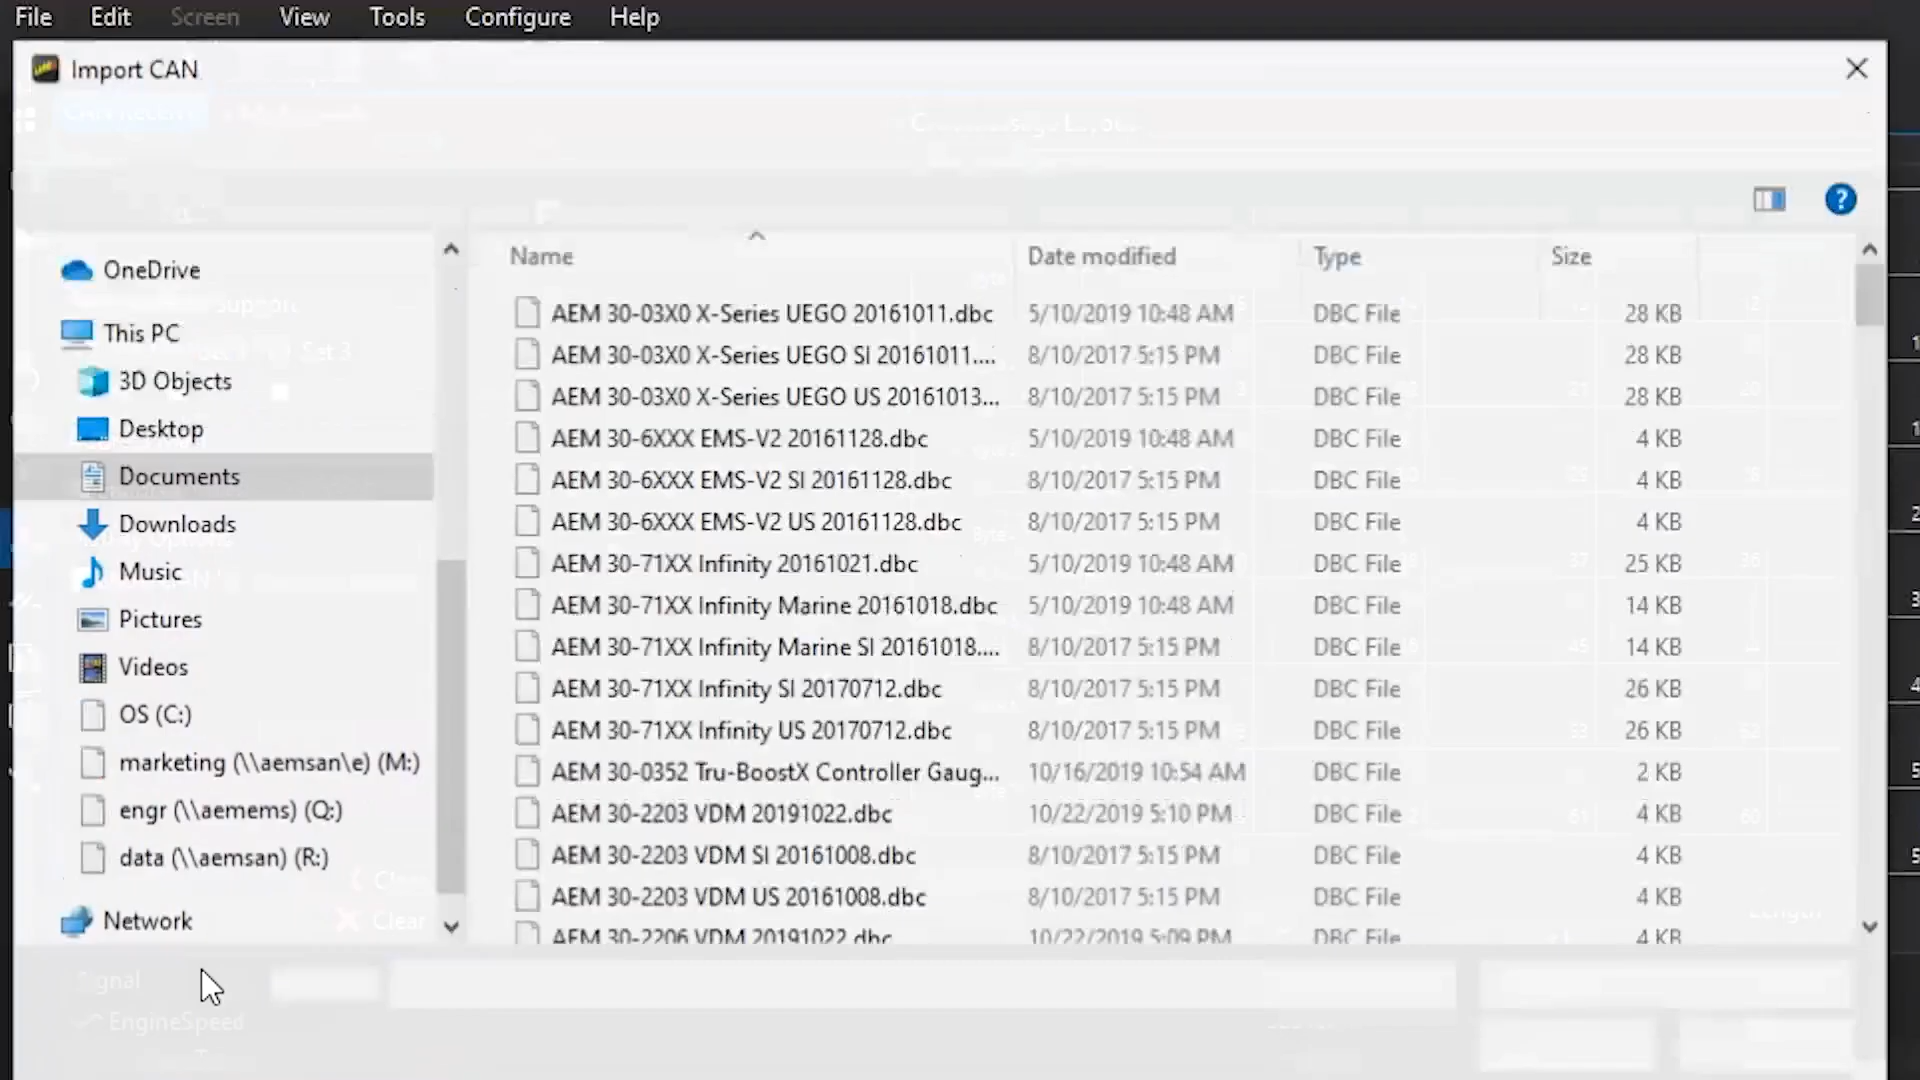 File Edit Screen View Tools Configure Help
Import CAN
Name Date modified Type Size
OneDrive
This PC
3D Objects
Desktop
Documents
Downloads
Music
Pictures
Videos
OS (C:)
marketing (\\aemsan\e) (M:)
engr (\\aemems) (Q:)
data (\\aemsan) (R:)
Network
AEM 30-03X0 X-Series UEGO 20161011.dbc 5/10/2019 10:48 AM DBC File 28 KB
AEM 30-03X0 X-Series UEGO SI 20161011.... 8/10/2017 5:15 PM DBC File 28 KB
AEM 30-03X0 X-Series UEGO US 20161013... 8/10/2017 5:15 PM DBC File 28 KB
AEM 30-6XXX EMS-V2 20161128.dbc 5/10/2019 10:48 AM DBC File 4 KB
AEM 30-6XXX EMS-V2 SI 20161128.dbc 8/10/2017 5:15 PM DBC File 4 KB
AEM 30-6XXX EMS-V2 US 20161128.dbc 8/10/2017 5:15 PM DBC File 4 KB
AEM 30-71XX Infinity 20161021.dbc 5/10/2019 10:48 AM DBC File 25 KB
AEM 30-71XX Infinity Marine 20161018.dbc 5/10/2019 10:48 AM DBC File 14 KB
AEM 30-71XX Infinity Marine SI 20161018.... 8/10/2017 5:15 PM DBC File 14 KB
AEM 30-71XX Infinity SI 20170712.dbc 8/10/2017 5:15 PM DBC File 26 KB
AEM 30-71XX Infinity US 20170712.dbc 8/10/2017 5:15 PM DBC File 26 KB
AEM 30-0352 Tru-BoostX Controller Gaug... 10/16/2019 10:54 AM DBC File 2 KB
AEM 30-2203 VDM 20191022.dbc 10/22/2019 5:10 PM DBC File 4 KB
AEM 30-2203 VDM SI 20161008.dbc 8/10/2017 5:15 PM DBC File 4 KB
AEM 30-2203 VDM US 20161008.dbc 8/10/2017 5:15 PM DBC File 4 KB
AEM 30-2206 VDM 20191022.dbc 10/22/2019 5:09 PM DBC File 4 KB
Clear
Signal
EngineSpeed